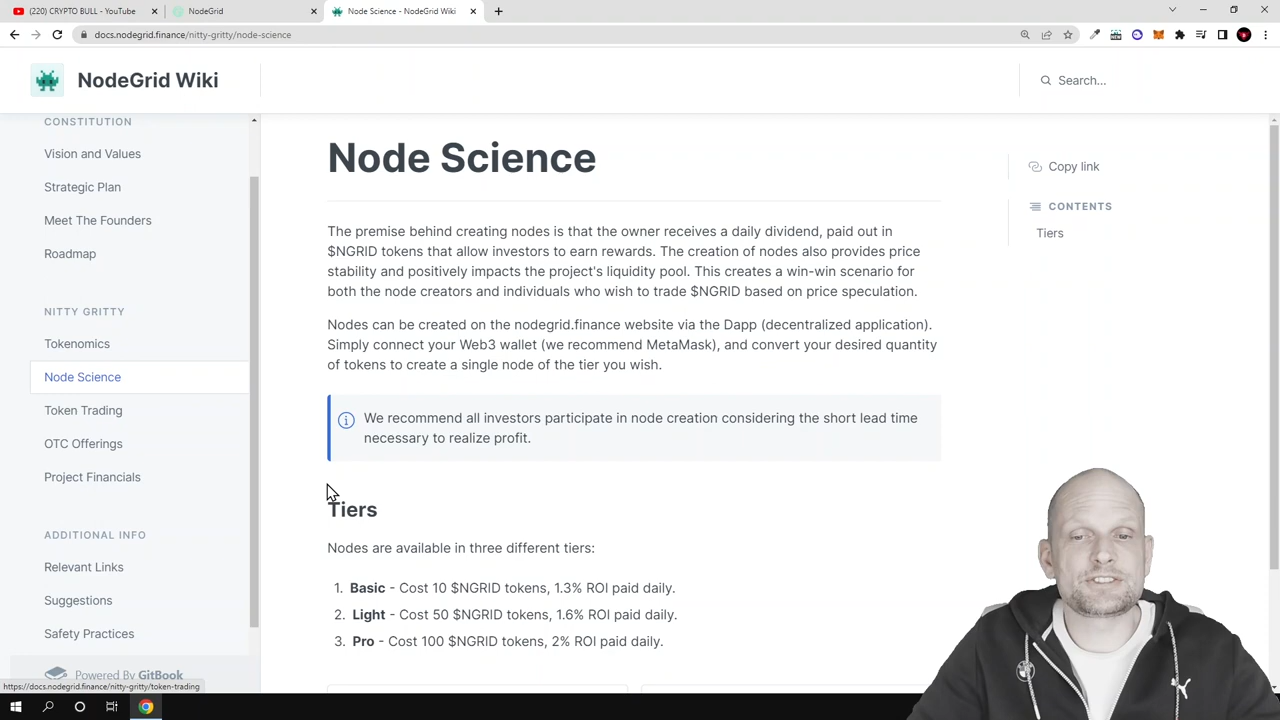 (220) CRYPTO BULL - YouTube
NodeGrid
Node Science - NodeGrid Wiki
docs.nodegrid.finance/nitty-gritty/node-science
NodeGrid Wiki
Search...
CONSTITUTION
Vision and Values
Strategic Plan
Meet The Founders
Roadmap
NITTY GRITTY
Tokenomics
Node Science
Token Trading
OTC Offerings
Project Financials
ADDITIONAL INFO
Relevant Links
Suggestions
Safety Practices
Powered By GitBook
https://docs.nodegrid.finance/nitty-gritty/token-trading
Node Science
The premise behind creating nodes is that the owner receives a daily dividend, paid out in
$NGRID tokens that allow investors to earn rewards. The creation of nodes also provides price
stability and positively impacts the project's liquidity pool. This creates a win-win scenario for
both the node creators and individuals who wish to trade $NGRID based on price speculation.
Nodes can be created on the nodegrid.finance website via the Dapp (decentralized application).
Simply connect your Web3 wallet (we recommend MetaMask), and convert your desired quantity
of tokens to create a single node of the tier you wish.
We recommend all investors participate in node creation considering the short lead time
necessary to realize profit.
Tiers
Nodes are available in three different tiers:
1. Basic - Cost 10 $NGRID tokens, 1.3% ROI paid daily.
2. Light - Cost 50 $NGRID tokens, 1.6% ROI paid daily.
3. Pro - Cost 100 $NGRID tokens, 2% ROI paid daily.
Copy link
CONTENTS
Tiers